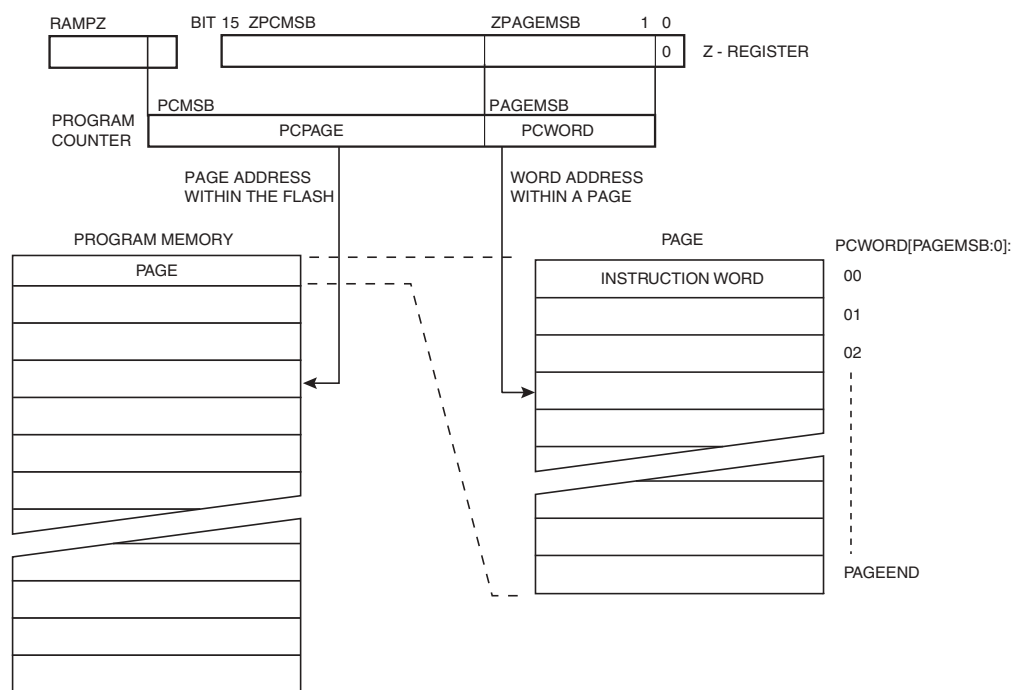 RAMPZ
BIT 15 ZPCMSB ZPAGEMSB 1 0
0 Z - REGISTER
PCMSB PAGEMSB
PROGRAM
COUNTER
PCPAGE PCWORD
PAGE ADDRESS
WITHIN THE FLASH
WORD ADDRESS
WITHIN A PAGE
PROGRAM MEMORY
PAGE
PAGE
PCWORD[PAGEMSB:0]:
INSTRUCTION WORD
00
01
02
PAGEEND